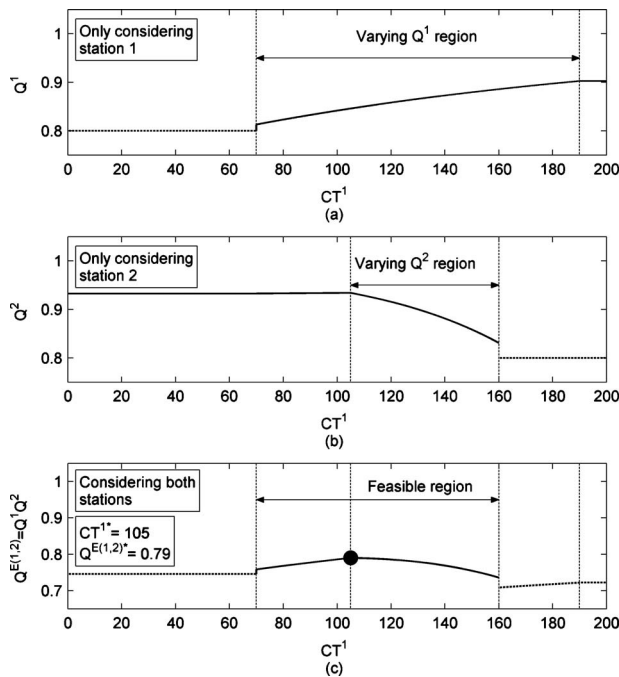 Only considering
station 1
Varying Q¹ region
1
0.9
0.8
Q¹
0 20 40 60 80 100 120 140 160 180 200
CT¹
(a)
Only considering
station 2
Varying Q² region
1
0.9
0.8
Q²
0 20 40 60 80 100 120 140 160 180 200
CT¹
(b)
Considering both
stations
Feasible region
CT¹* = 105
Q^E(1,2)* = 0.79
1
0.9
0.8
0.7
Q^E(1,2)=Q¹Q²
0 20 40 60 80 100 120 140 160 180 200
CT¹
(c)